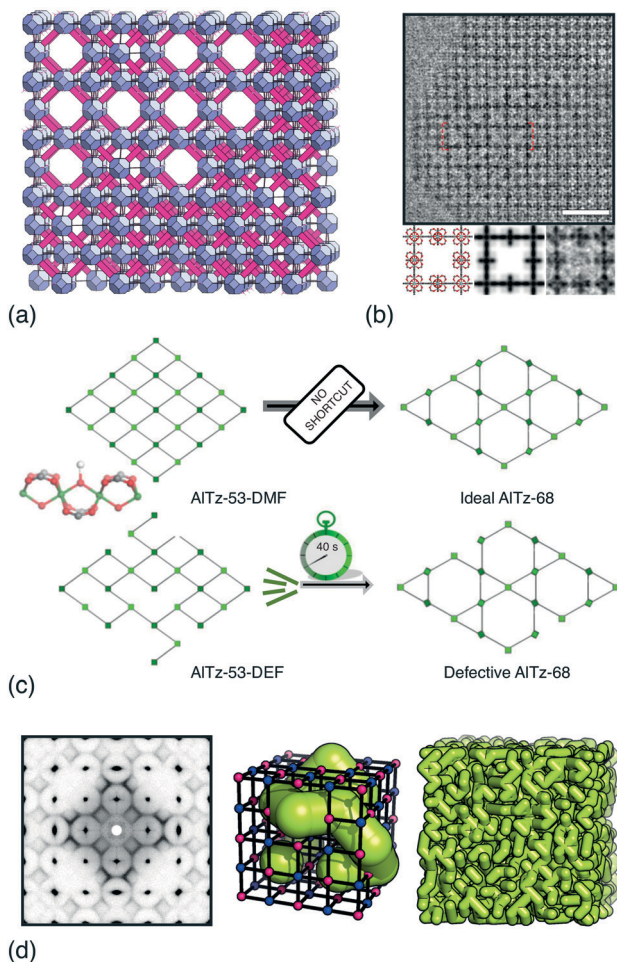 (a)
(b)
NO
SHORTCUT
AlTz-53-DMF
Ideal AlTz-68
40 s
AlTz-53-DEF
Defective AlTz-68
(c)
(d)